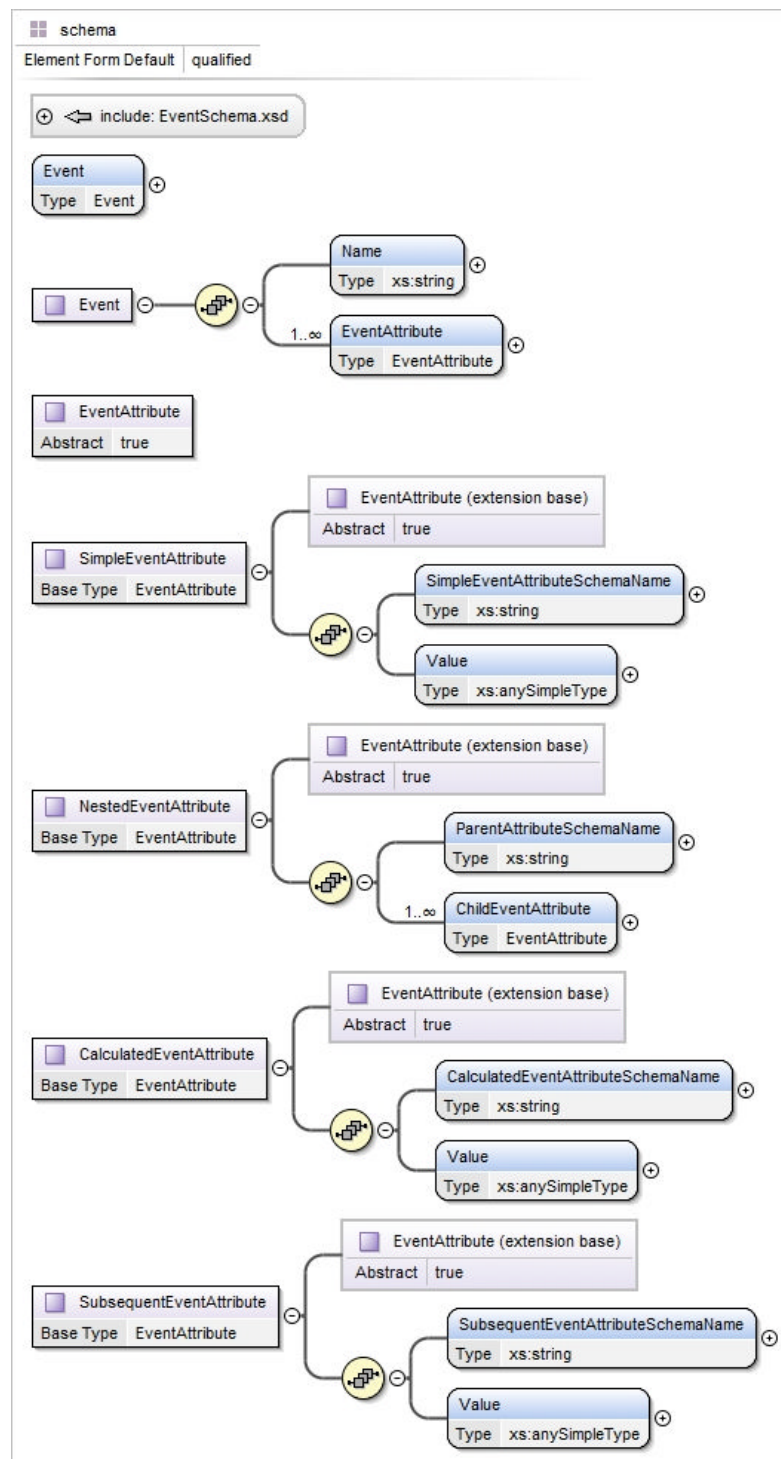 schema
Element Form Default qualified
include: EventSchema.xsd
Event
Type Event
Name
Type xs:string
Event
1..∞
EventAttribute
Type EventAttribute
EventAttribute
Abstract true
EventAttribute (extension base)
Abstract true
SimpleEventAttribute
Base Type EventAttribute
SimpleEventAttributeSchemaName
Type xs:string
Value
Type xs:anySimpleType
EventAttribute (extension base)
Abstract true
NestedEventAttribute
Base Type EventAttribute
ParentAttributeSchemaName
Type xs:string
1..∞
ChildEventAttribute
Type EventAttribute
EventAttribute (extension base)
Abstract true
CalculatedEventAttribute
Base Type EventAttribute
CalculatedEventAttributeSchemaName
Type xs:string
Value
Type xs:anySimpleType
EventAttribute (extension base)
Abstract true
SubsequentEventAttribute
Base Type EventAttribute
SubsequentEventAttributeSchemaName
Type xs:string
Value
Type xs:anySimpleType